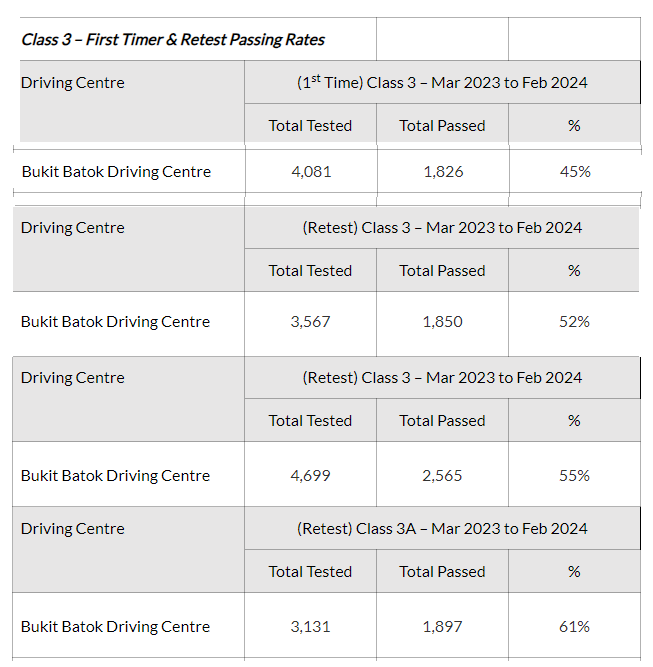 Class 3 – First Timer & Retest Passing Rates
Driving Centre (1st Time) Class 3 – Mar 2023 to Feb 2024
Total Tested Total Passed %
Bukit Batok Driving Centre 4,081 1,826 45%
Driving Centre (Retest) Class 3 – Mar 2023 to Feb 2024
Total Tested Total Passed %
Bukit Batok Driving Centre 3,567 1,850 52%
Driving Centre (Retest) Class 3 – Mar 2023 to Feb 2024
Total Tested Total Passed %
Bukit Batok Driving Centre 4,699 2,565 55%
Driving Centre (Retest) Class 3A – Mar 2023 to Feb 2024
Total Tested Total Passed %
Bukit Batok Driving Centre 3,131 1,897 61%